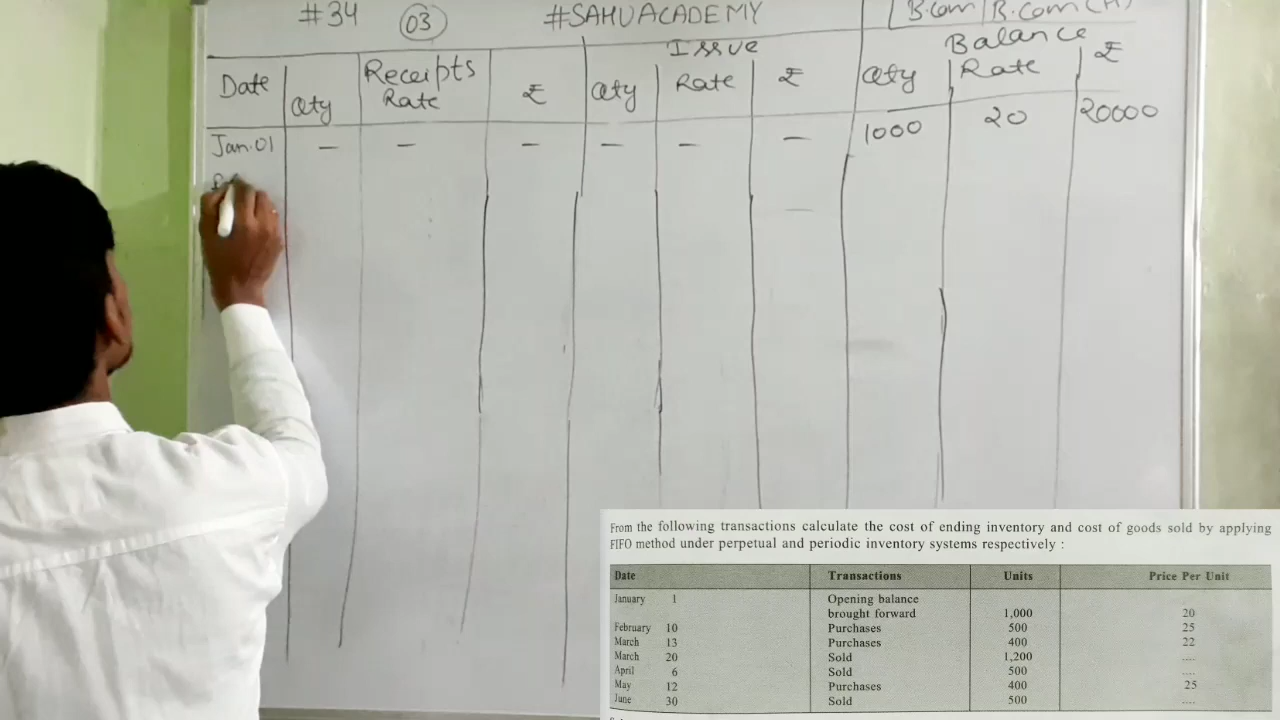 #34 03 #SAHUACADEMY B.Com/B.Com(H)
Issue Balance
Date Qty Receipts Rate ₹ Qty Rate ₹ Qty Rate ₹
Jan.01 — — — — — — 1000 20 20000
From the following transactions calculate the cost of ending inventory and cost of goods sold by applying
FIFO method under perpetual and periodic inventory systems respectively :
Date Transactions Units Price Per Unit
January 1 Opening balance
brought forward 1,000 20
February 10 Purchases 500 25
March 13 Purchases 400 22
March 20 Sold 1,200 ....
April 6 Sold 500 ....
May 12 Purchases 400 25
June 30 Sold 500 ....